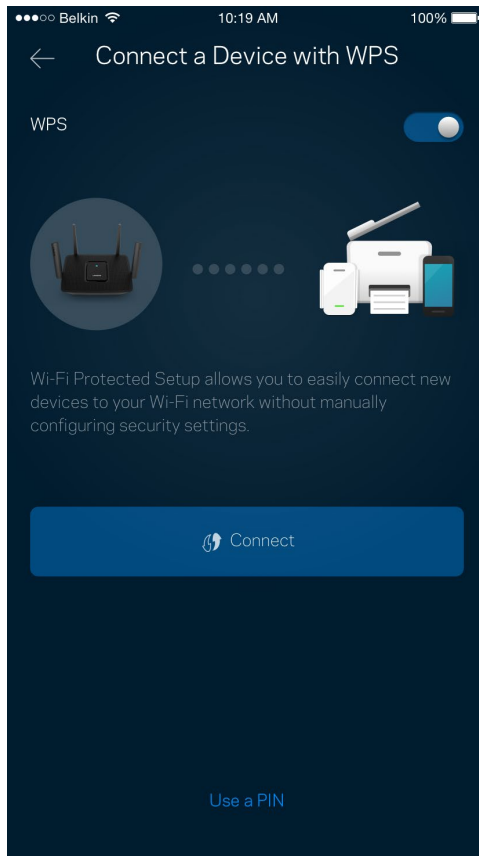 Belkin 10:19 AM 100%
Connect a Device with WPS
WPS
Wi-Fi Protected Setup allows you to easily connect new
devices to your Wi-Fi network without manually
configuring security settings.
Connect
Use a PIN